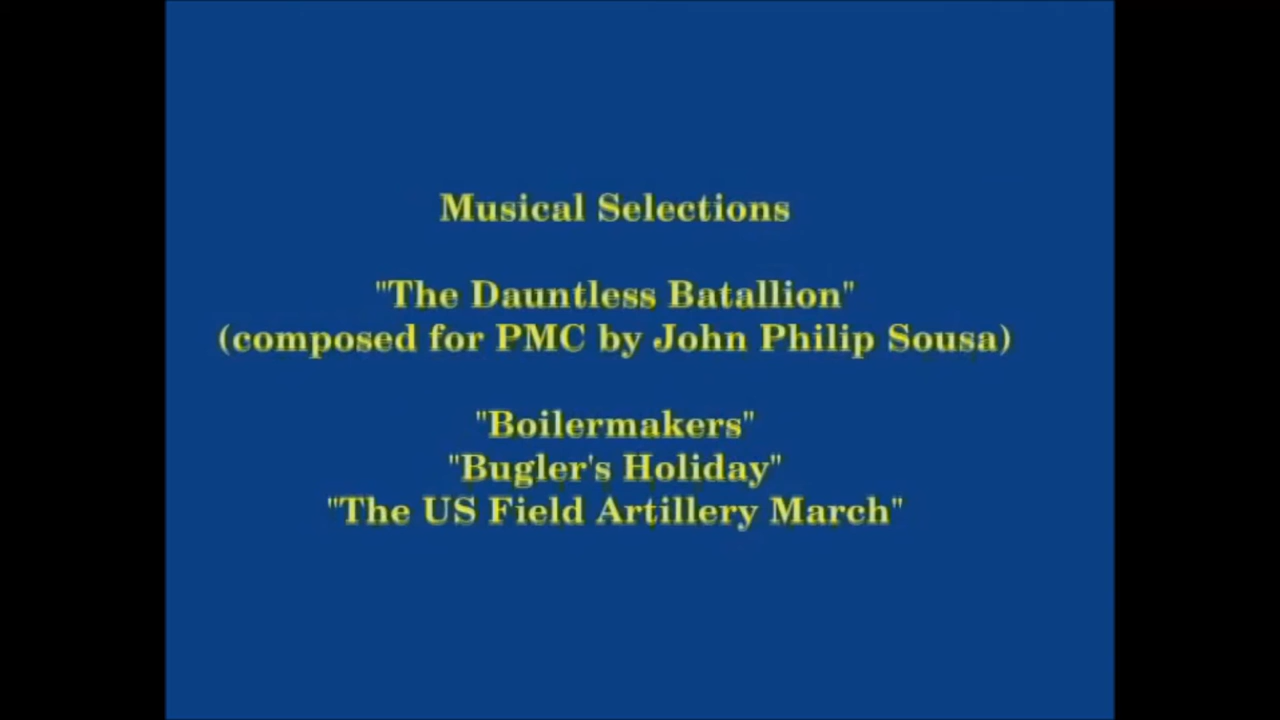 Musical Selections
"The Dauntless Batallion"
(composed for PMC by John Philip Sousa)
"Boilermakers"
"Bugler's Holiday"
"The US Field Artillery March"